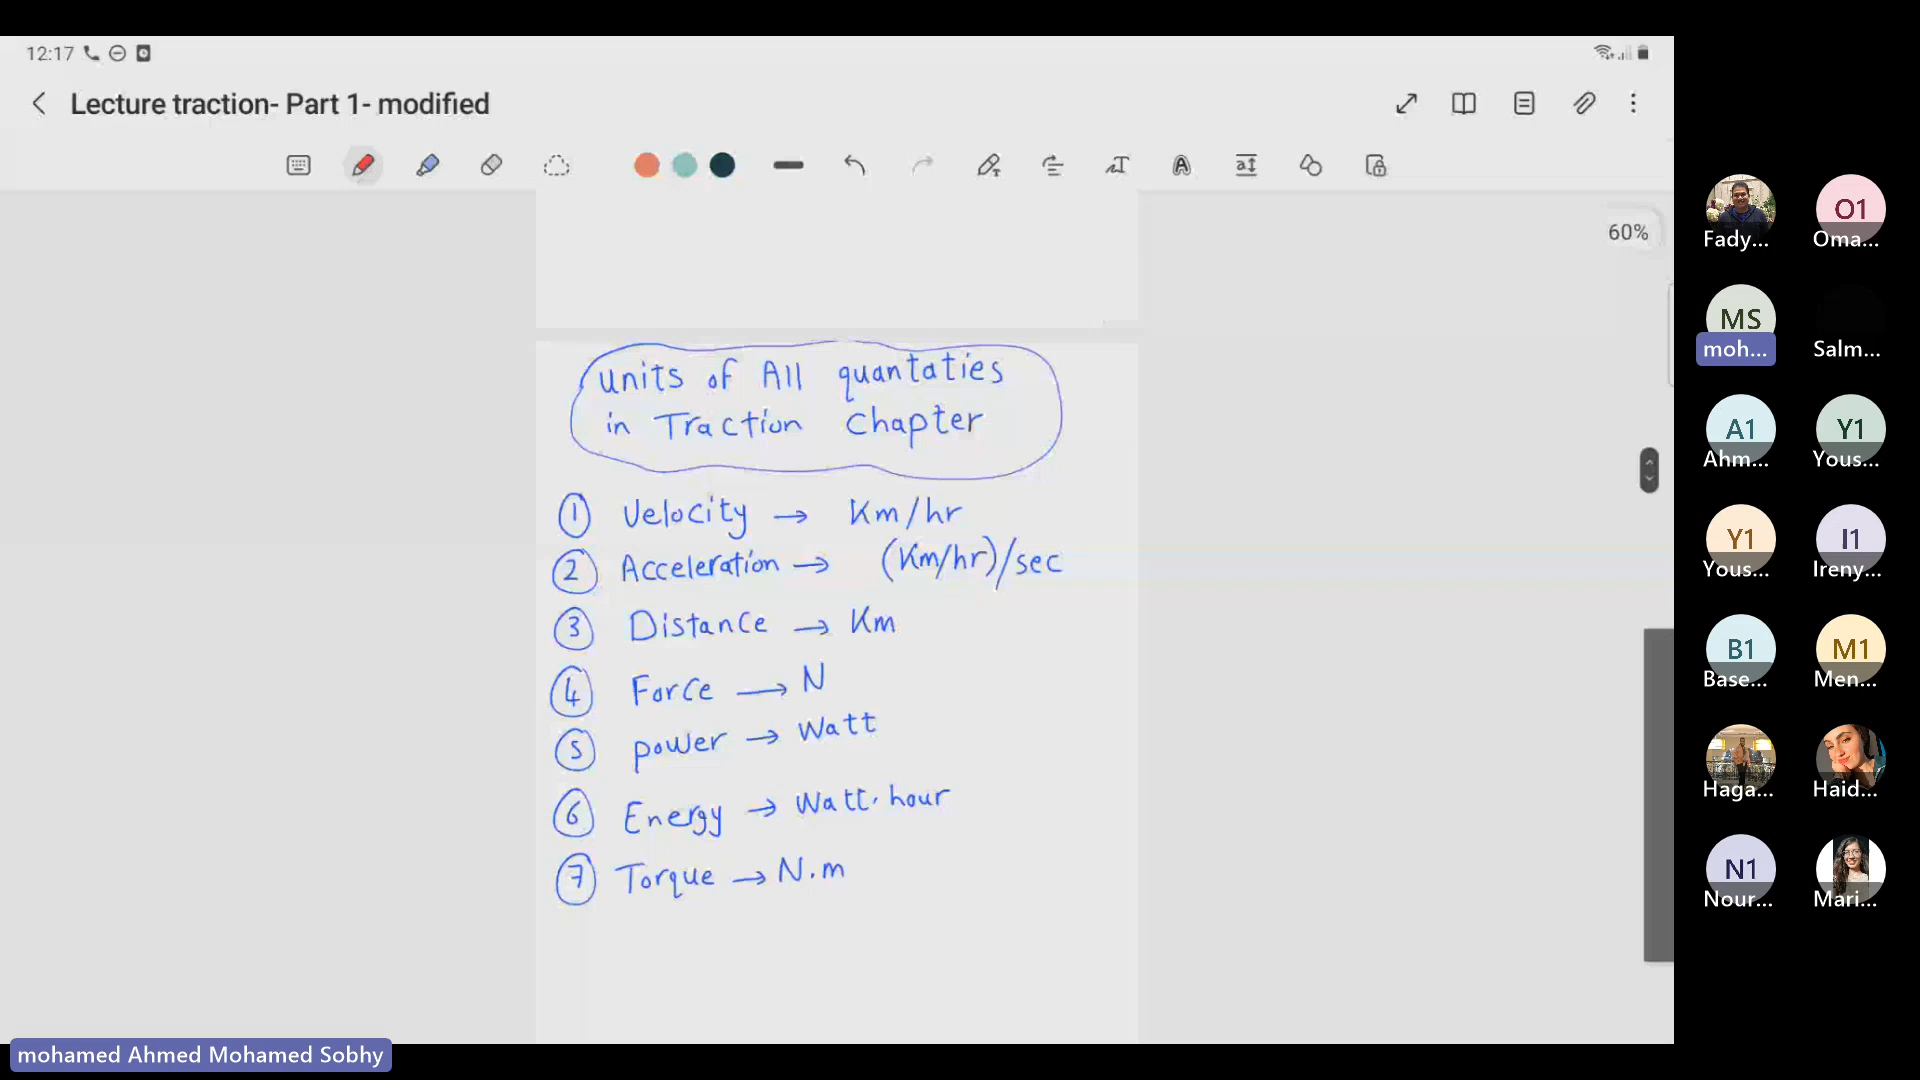 12:17
Lecture traction- Part 1- modified
60%
units of All quantaties
in Traction Chapter
1 Velocity → Km/hr
2 Acceleration → (Km/hr)/sec
3 Distance → Km
4 Force → N
5 power → Watt
6 Energy → Watt.hour
7 Torque → N.m
Fady...
O1
Oma...
MS
moh...
Salm...
A1
Ahm...
Y1
Yous...
Y1
Yous...
I1
Ireny...
B1
Base...
M1
Men...
Haga...
Haid...
N1
Nour...
Mari...
mohamed Ahmed Mohamed Sobhy